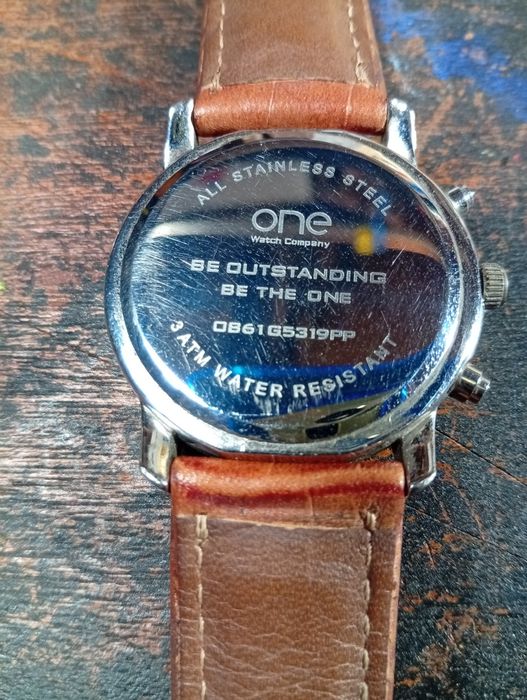 ALL STAINLESS STEEL
one
Watch Company
BE OUTSTANDING
BE THE ONE
OB61G5319PP
3 ATM WATER RESISTANT